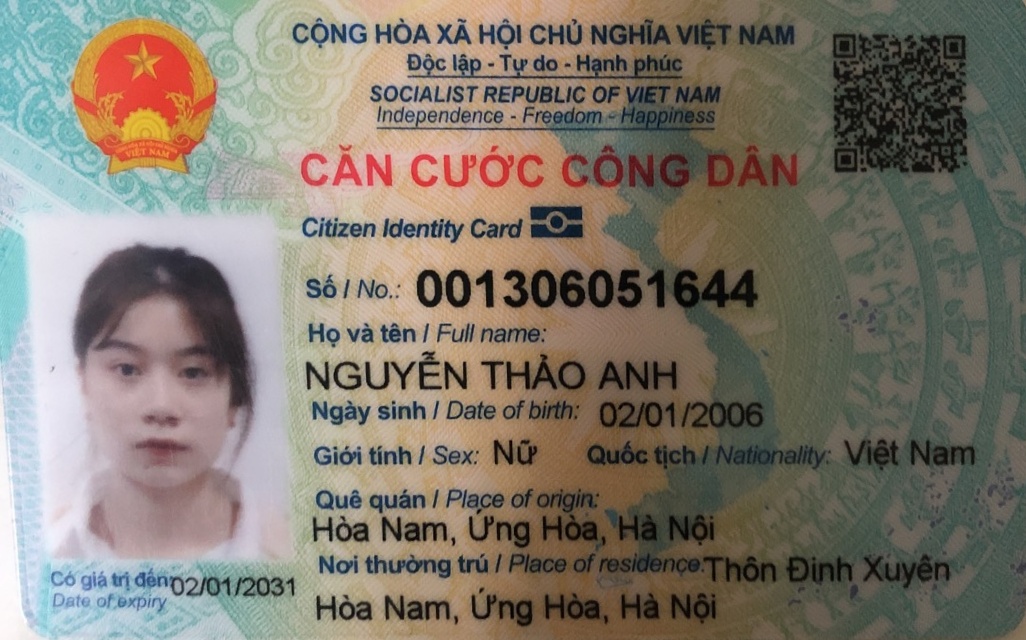 CỘNG HÒA XÃ HỘI CHỦ NGHĨA VIỆT NAM
Độc lập - Tự do - Hạnh phúc
SOCIALIST REPUBLIC OF VIET NAM
Independence - Freedom - Happiness
VIỆT NAM
CĂN CƯỚC CÔNG DÂN
Citizen Identity Card
Số / No.: 001306051644
Họ và tên / Full name:
NGUYỄN THẢO ANH
Ngày sinh / Date of birth: 02/01/2006
Giới tính / Sex: Nữ Quốc tịch / Nationality: Việt Nam
Quê quán / Place of origin:
Hòa Nam, Ứng Hòa, Hà Nội
Nơi thường trú / Place of residence: Thôn Đinh Xuyên
Hòa Nam, Ứng Hòa, Hà Nội
Có giá trị đến: 02/01/2031
Date of expiry